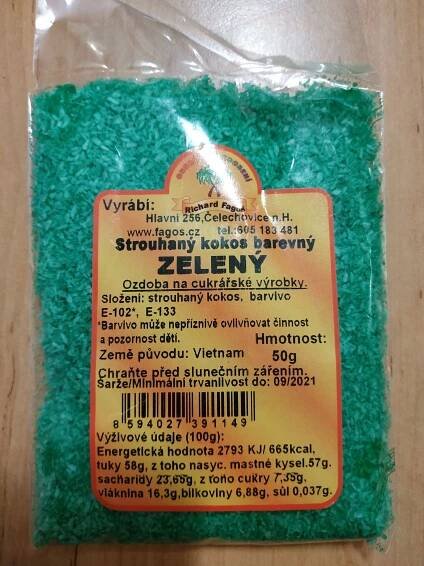 Vyrábí:
Richard Fagos
Hlavní 256,Čelechovice n.H.
www.fagos.cz tel.:605 183 481
Strouhaný kokos barevný
ZELENÝ
Ozdoba na cukrářské výrobky.
Složení: strouhaný kokos, barvivo
E-102*, E-133
*Barvivo může nepříznivě ovlivňovat činnost
a pozornost dětí.
Hmotnost:
Země původu: Vietnam 50g
Chraňte před slunečním zářením.
Šarže/Minimální trvanlivost do: 09/2021
8 594027 391149
Výživové údaje (100g):
Energetická hodnota 2793 KJ/ 665kcal,
tuky 58g, z toho nasyc. mastné kysel.57g.
sacharidy 23,65g, z toho cukry 7,35g,
vláknina 16,3g,bílkoviny 6,88g, sůl 0,037g.